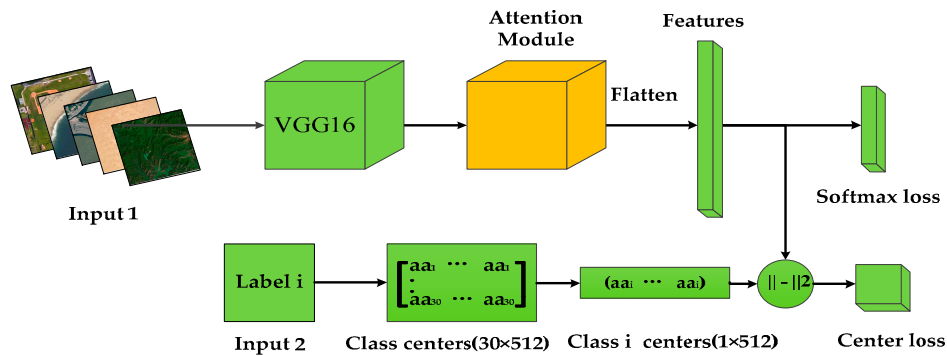 Attention
Module
Features
VGG16
Flatten
Input 1
Softmax loss
Label i
aa₁ ⋯ aa₁
⋮
aa₃₀ ⋯ aa₃₀
(aaᵢ ⋯ aaᵢ)
||-||2
Input 2
Class centers(30×512)
Class i centers(1×512)
Center loss